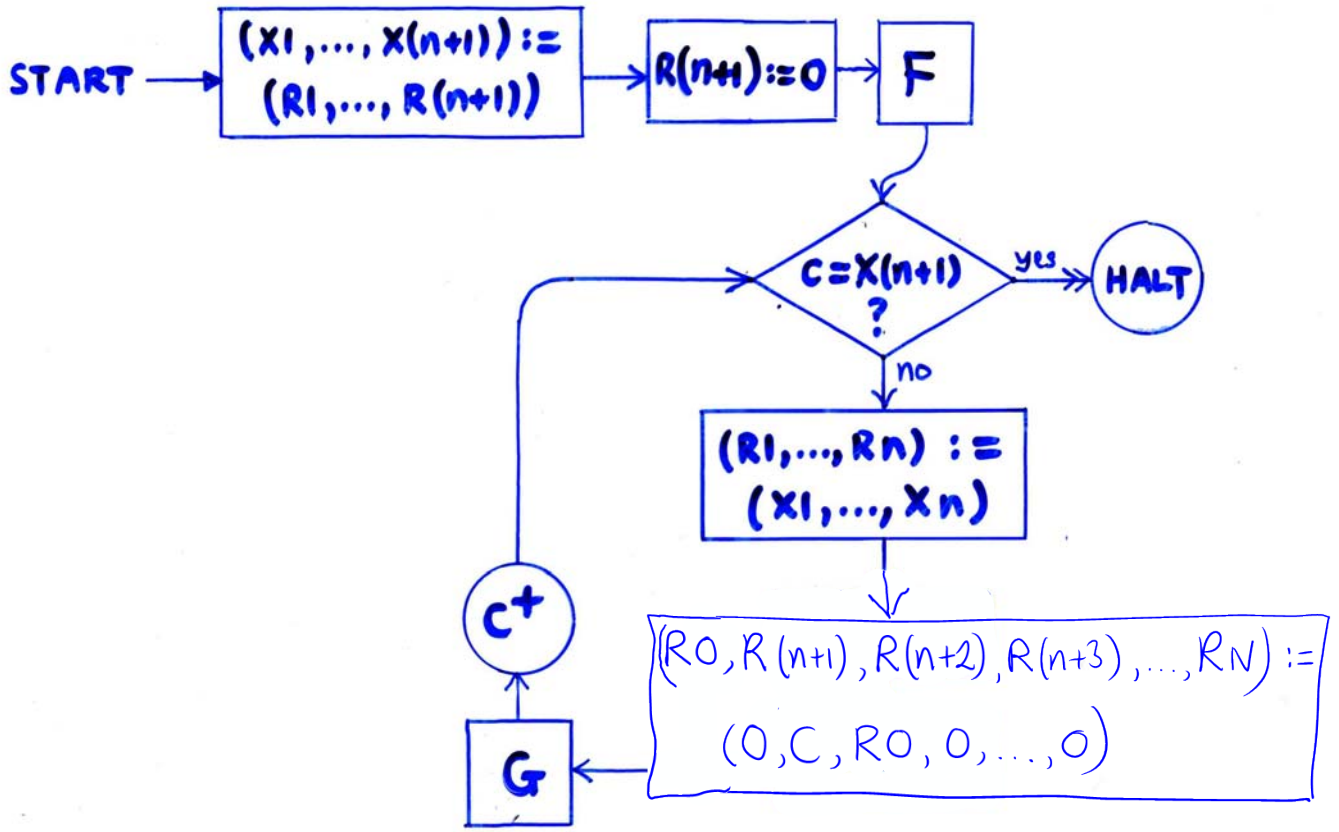 START
(X1,..., X(n+1)) :=
(R1,..., R(n+1))
R(n+1):=0
F
C=X(n+1)
?
yes
HALT
no
(R1,..., Rn) :=
(X1,..., Xn)
(R0, R(n+1), R(n+2), R(n+3),..., RN) :=
(0, C, R0, 0,..., 0)
G
C+